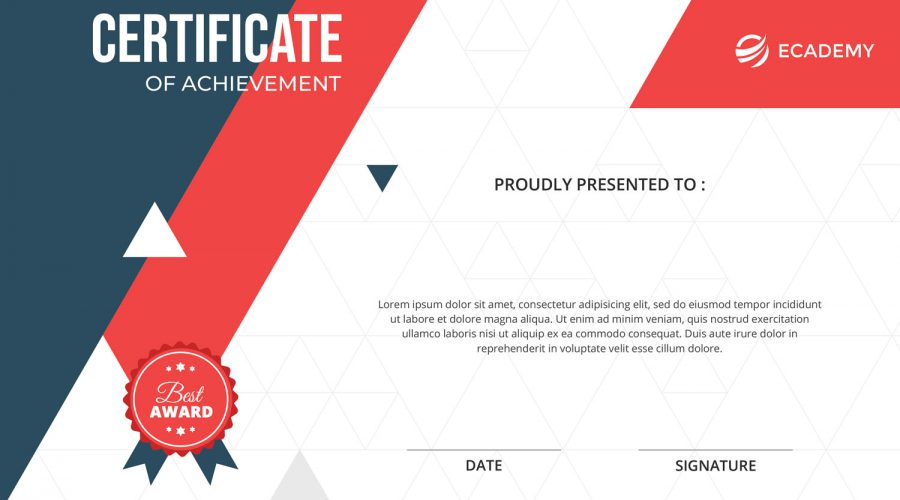 CERTIFICATE
OF ACHIEVEMENT
ECADEMY
PROUDLY PRESENTED TO :
Lorem ipsum dolor sit amet, consectetur adipisicing elit, sed do eiusmod tempor incididunt
ut labore et dolore magna aliqua. Ut enim ad minim veniam, quis nostrud exercitation
ullamco laboris nisi ut aliquip ex ea commodo consequat. Duis aute irure dolor in
reprehenderit in voluptate velit esse cillum dolore.
Best
AWARD
DATE
SIGNATURE